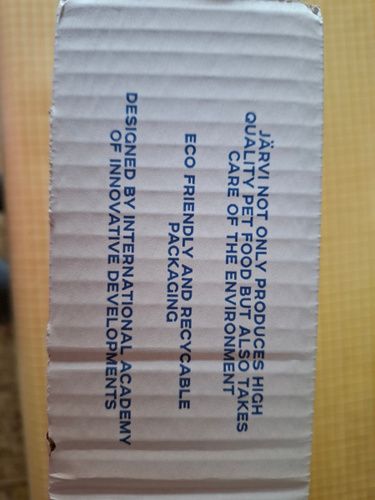 JÄRVI NOT ONLY PRODUCES HIGH
QUALITY PET FOOD BUT ALSO TAKES
CARE OF THE ENVIRONMENT
ECO FRIENDLY AND RECYCABLE
PACKAGING
DESIGNED BY INTERNATIONAL ACADEMY
OF INNOVATIVE DEVELOPMENTS